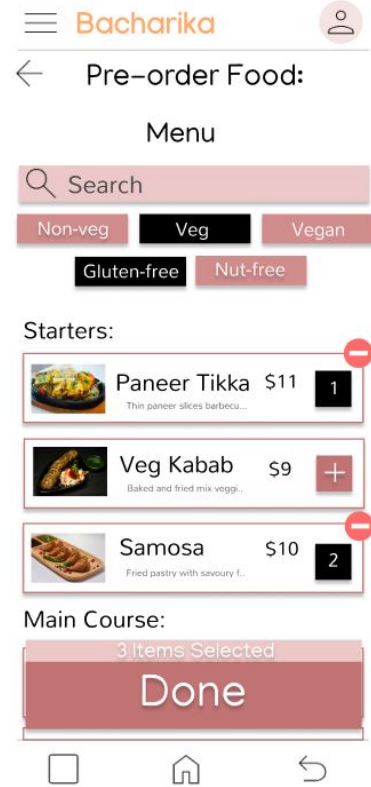 Bacharika
Pre-order Food:
Menu
Search
Non-veg Veg Vegan
Gluten-free Nut-free
Starters:
Paneer Tikka $11 1
Thin paneer slices barbecu...
Veg Kabab $9 +
Baked and fried mix veggi..
Samosa $10 2
Fried pastry with savoury f..
Main Course:
3 Items Selected
Done